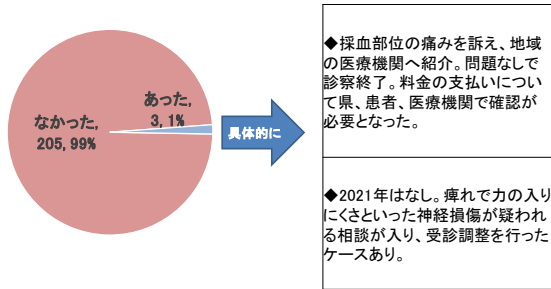 なかった,
205, 99%
あった,
3, 1%
具体的に
◆採血部位の痛みを訴え、地域
の医療機関へ紹介。問題なしで
診察終了。料金の支払いについ
て県、患者、医療機関で確認が
必要となった。
◆2021年はなし。痺れで力の入り
にくさといった神経損傷が疑われ
る相談が入り、受診調整を行った
ケースあり。